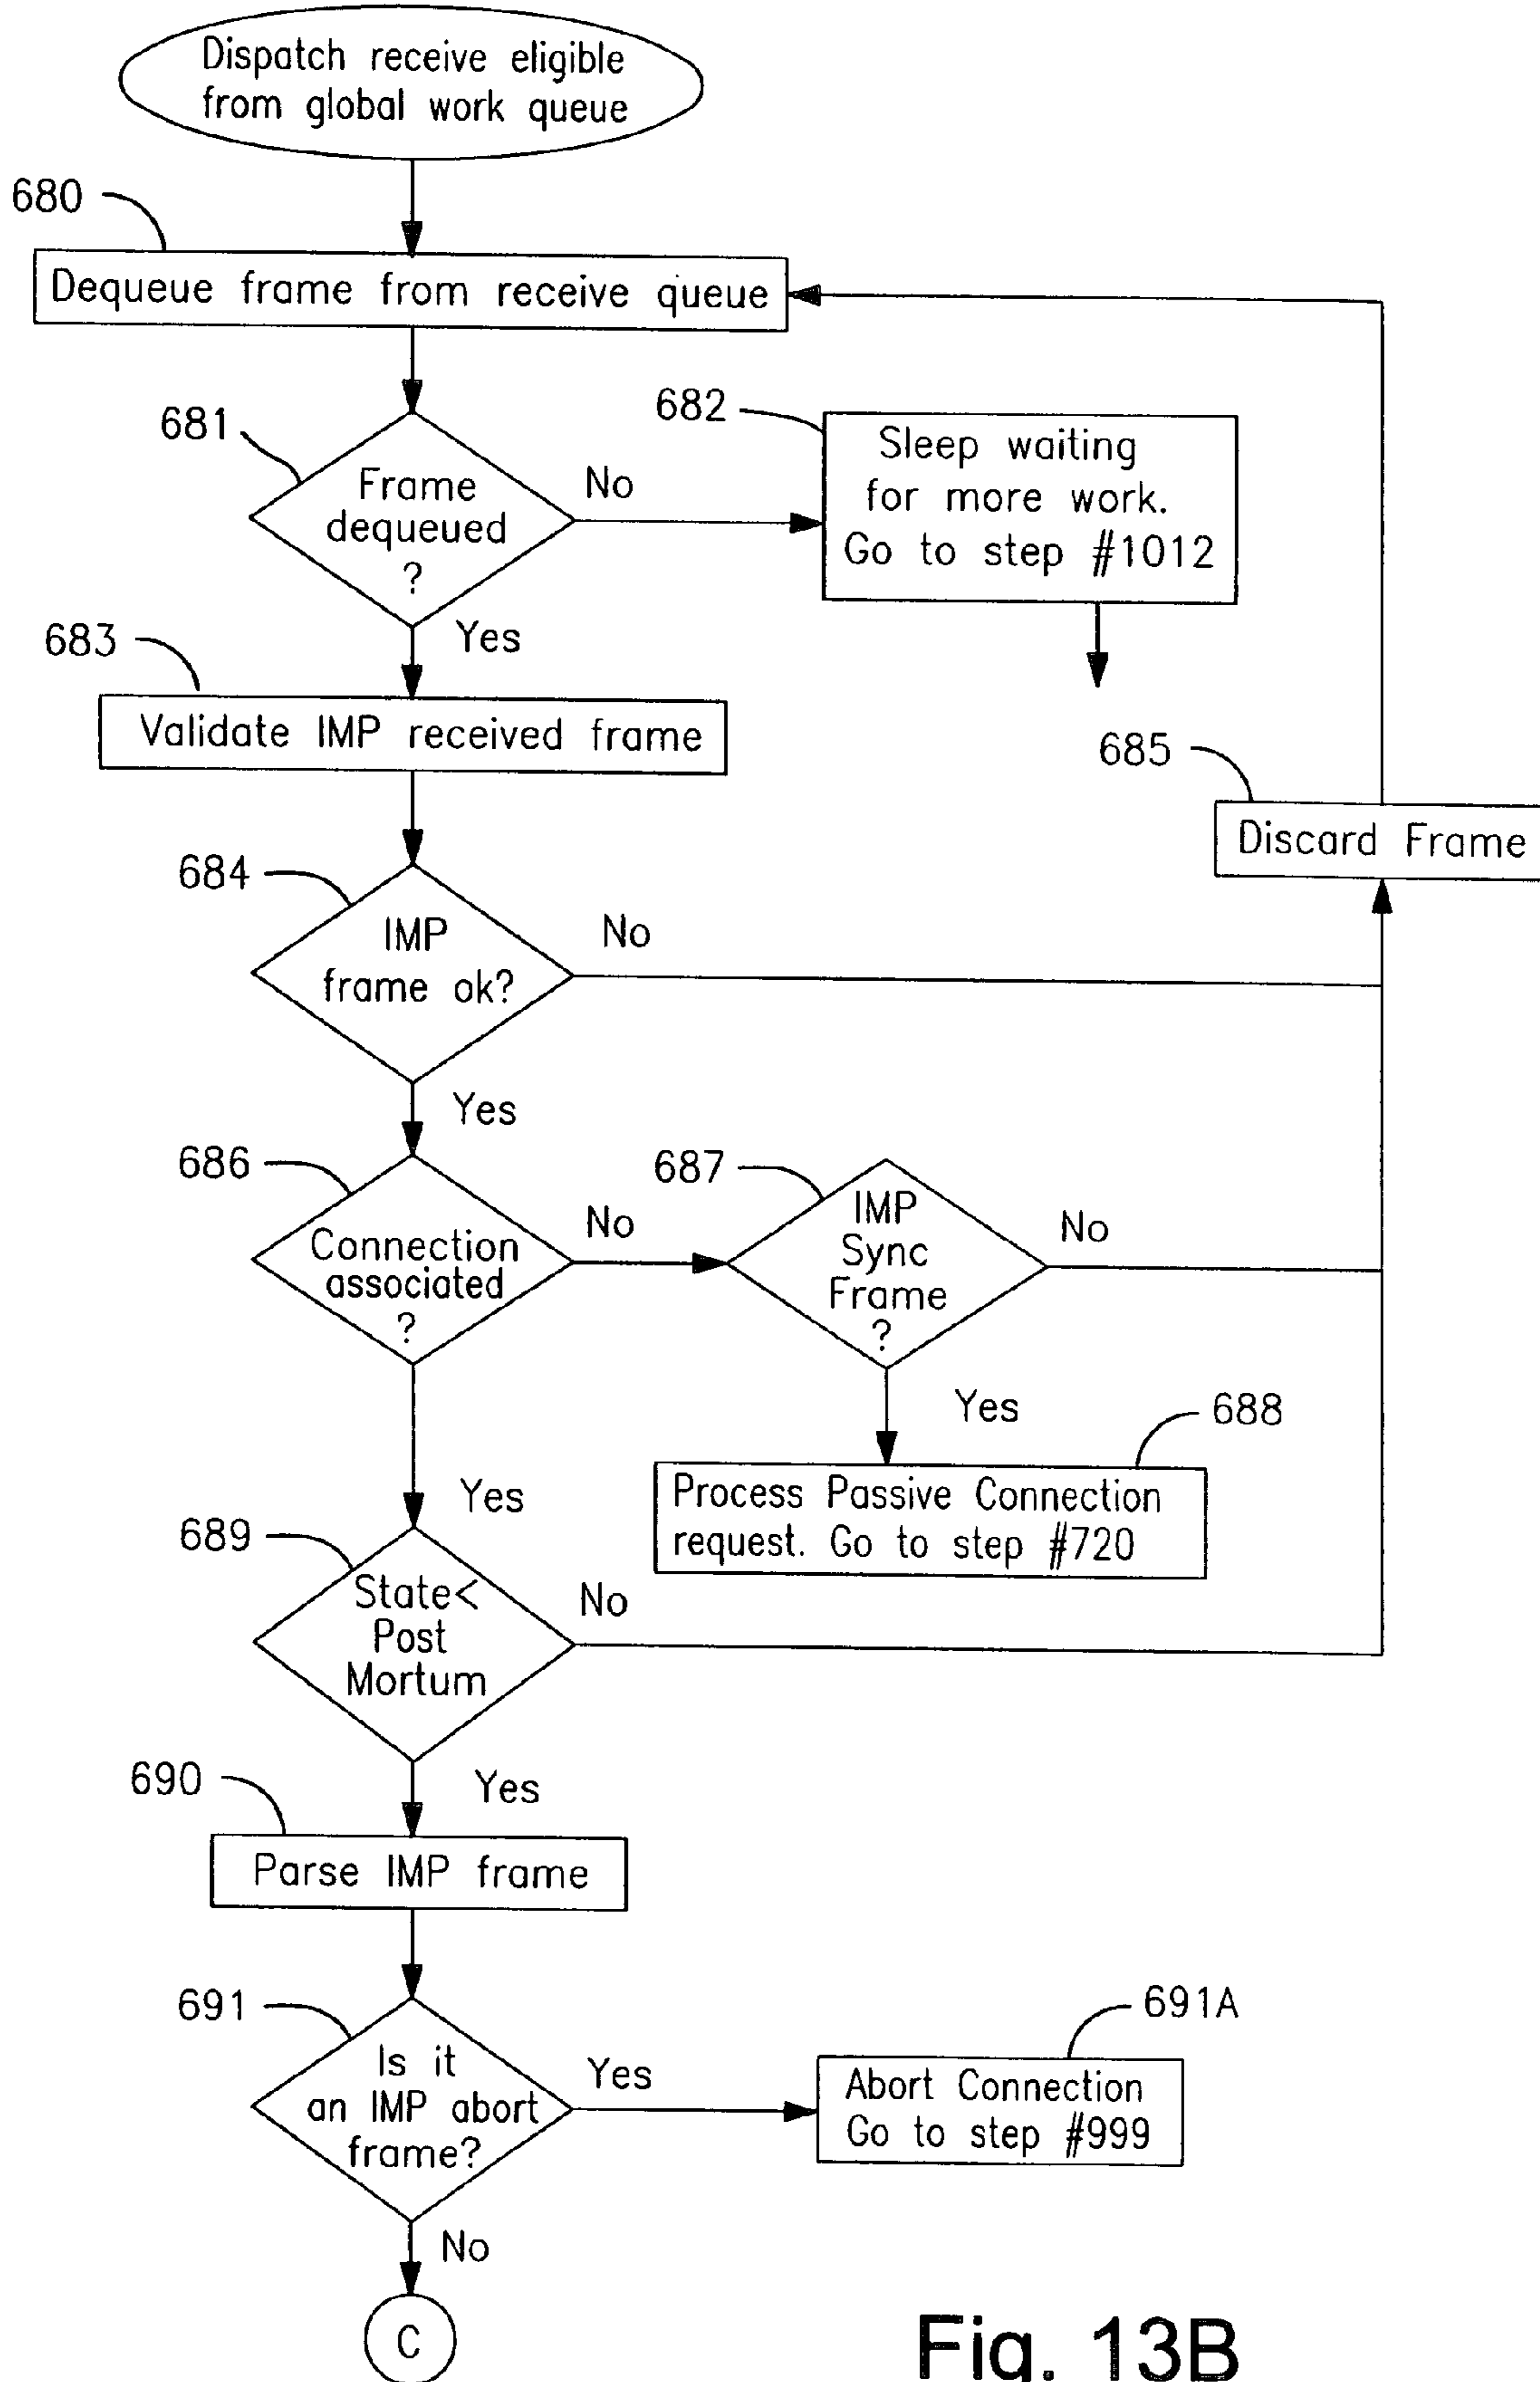 Dispatch receive eligible
from global work queue
680
Dequeue frame from receive queue
681
Frame
dequeued
?
No
682
Sleep waiting
for more work.
Go to step #1012
Yes
683
Validate IMP received frame
685
Discard Frame
684
IMP
frame ok?
No
Yes
686
Connection
associated
?
No
687
IMP
Sync
Frame
?
No
Yes
688
Process Passive Connection
request. Go to step #720
Yes
689
State<
Post
Mortum
No
Yes
690
Parse IMP frame
691
Is it
an IMP abort
frame?
Yes
691A
Abort Connection
Go to step #999
No
C
Fig. 13B